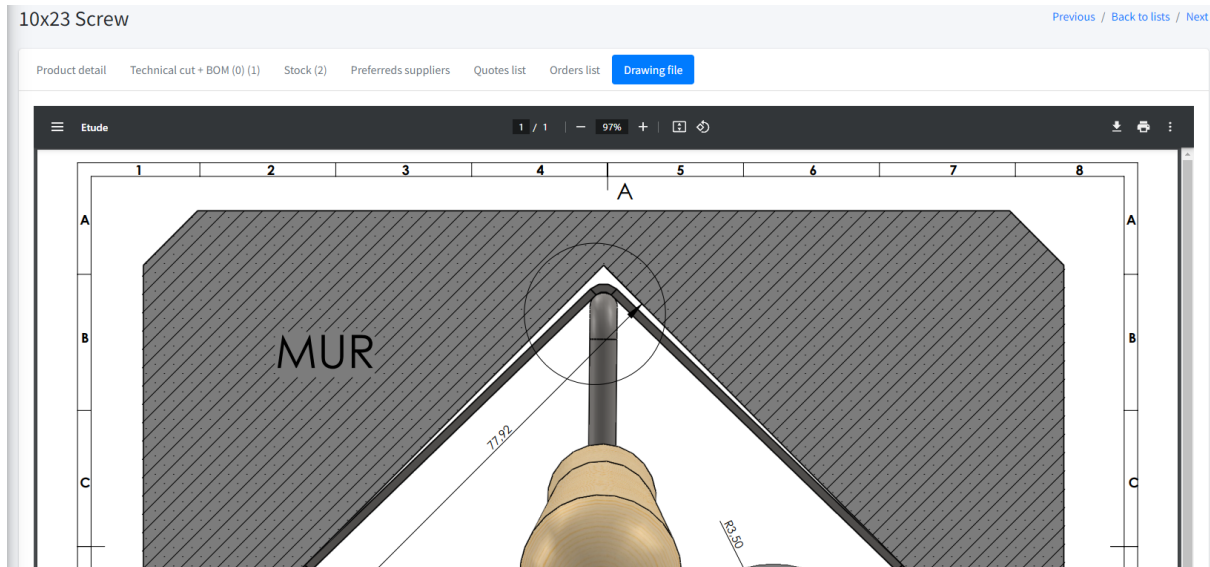 10x23 Screw
Previous / Back to lists / Next
Product detail Technical cut + BOM (0) (1) Stock (2) Preferreds suppliers Quotes list Orders list Drawing file
Etude 1 / 1 97%
1 2 3 4 5 6 7 8
A
A A
B B
MUR
77,92
C C
R3,50